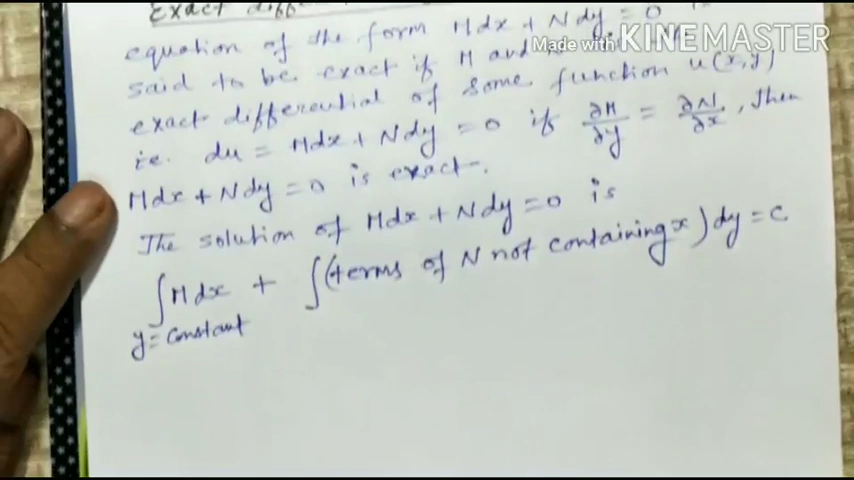 Exact
equation of the form Mdx + Ndy = 0
said to be exact if M and
Made with KINEMASTER
exact differential of some function u(x,y)
i.e. du = Mdx + Ndy = 0 if ∂M/∂y = ∂N/∂x, then
Mdx + Ndy = 0 is exact.
The solution of Mdx + Ndy = 0 is
∫Mdx + ∫(terms of N not containing x) dy = c
y = constant